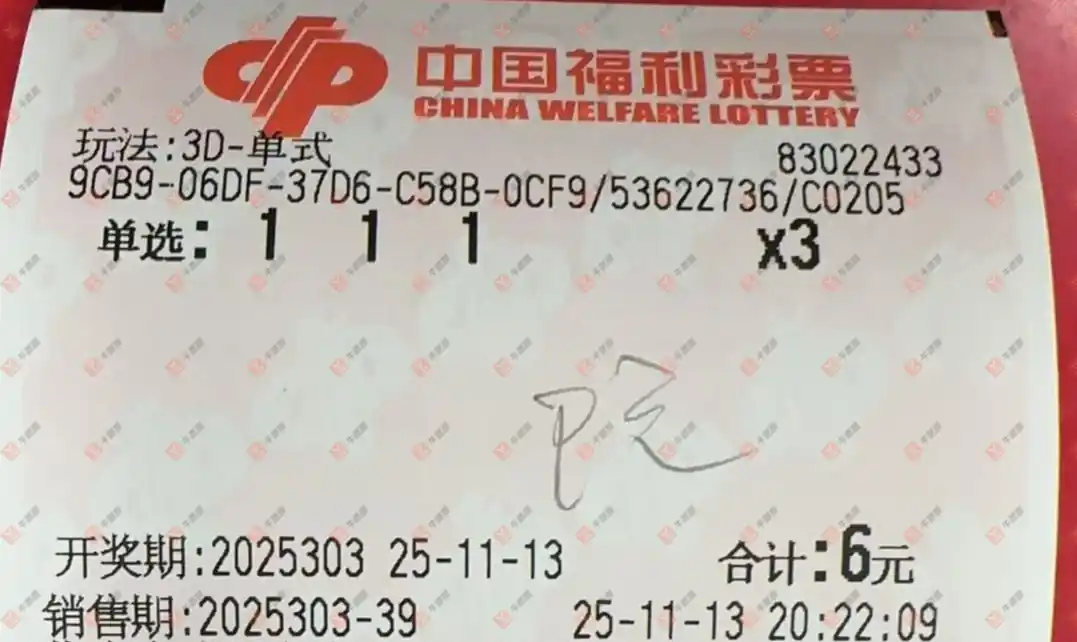 中国福利彩票
CHINA WELFARE LOTTERY
玩法:3D-单式 83022433
9CB9-06DF-37D6-C58B-0CF9/53622736/C0205
单选: 1 1 1 x3
开奖期:2025303 25-11-13 合计:6元
销售期:2025303-39 25-11-13 20:22:09